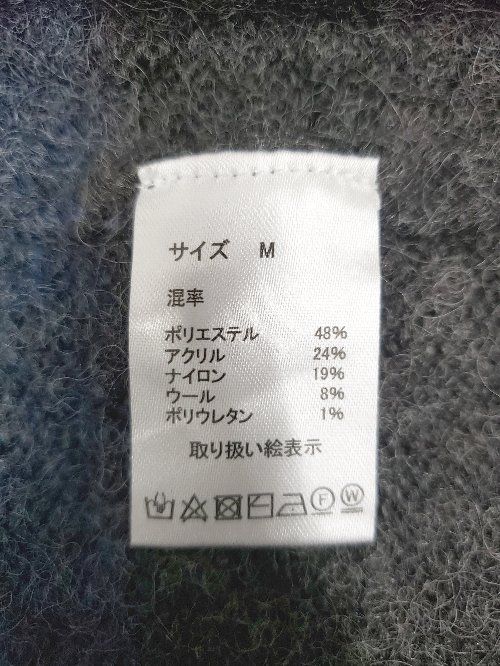 サイズ M
混率
ポリエステル 48%
アクリル 24%
ナイロン 19%
ウール 8%
ポリウレタン 1%
取り扱い絵表示
F W